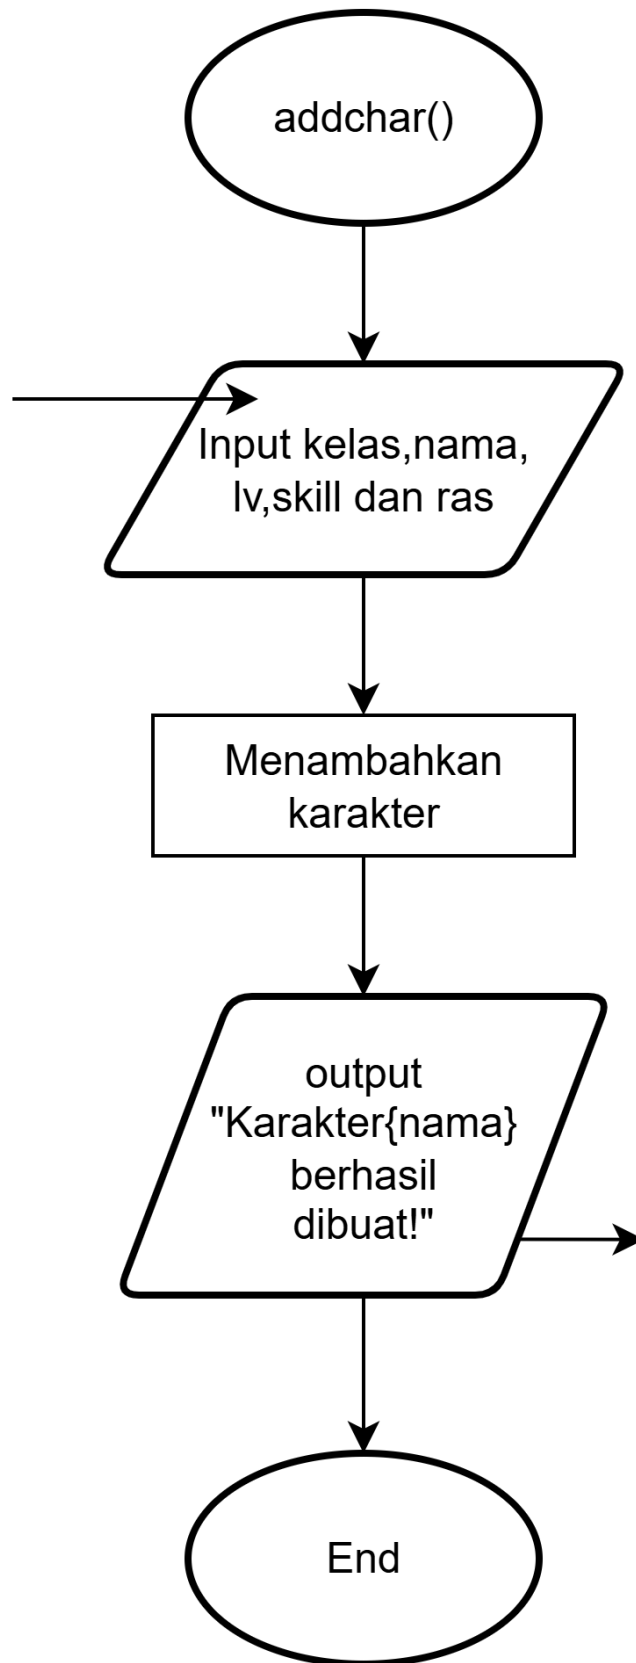 addchar()
Input kelas,nama,
lv,skill dan ras
Menambahkan
karakter
output
"Karakter{nama}
berhasil
dibuat!"
End